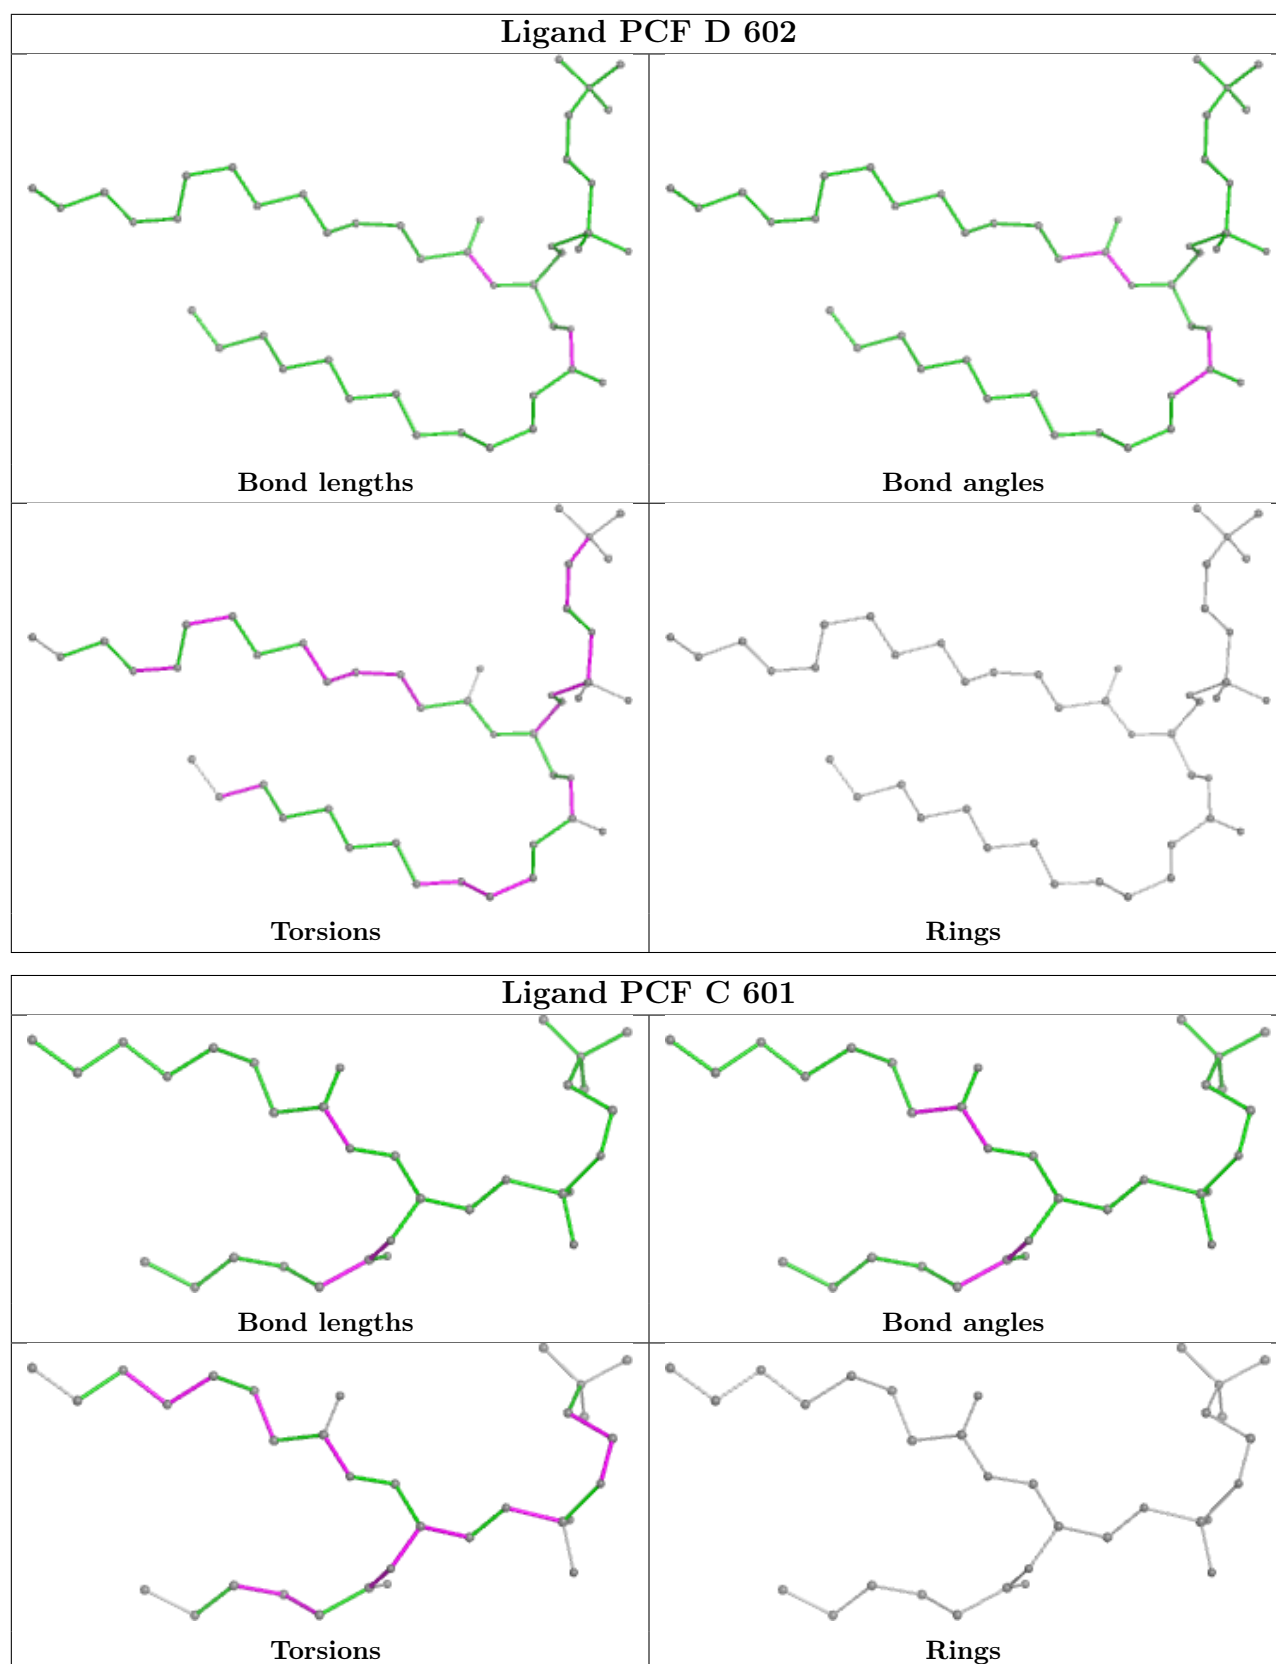 Ligand PCF D 602
Bond lengths
Bond angles
Torsions
Rings
Ligand PCF C 601
Bond lengths
Bond angles
Torsions
Rings